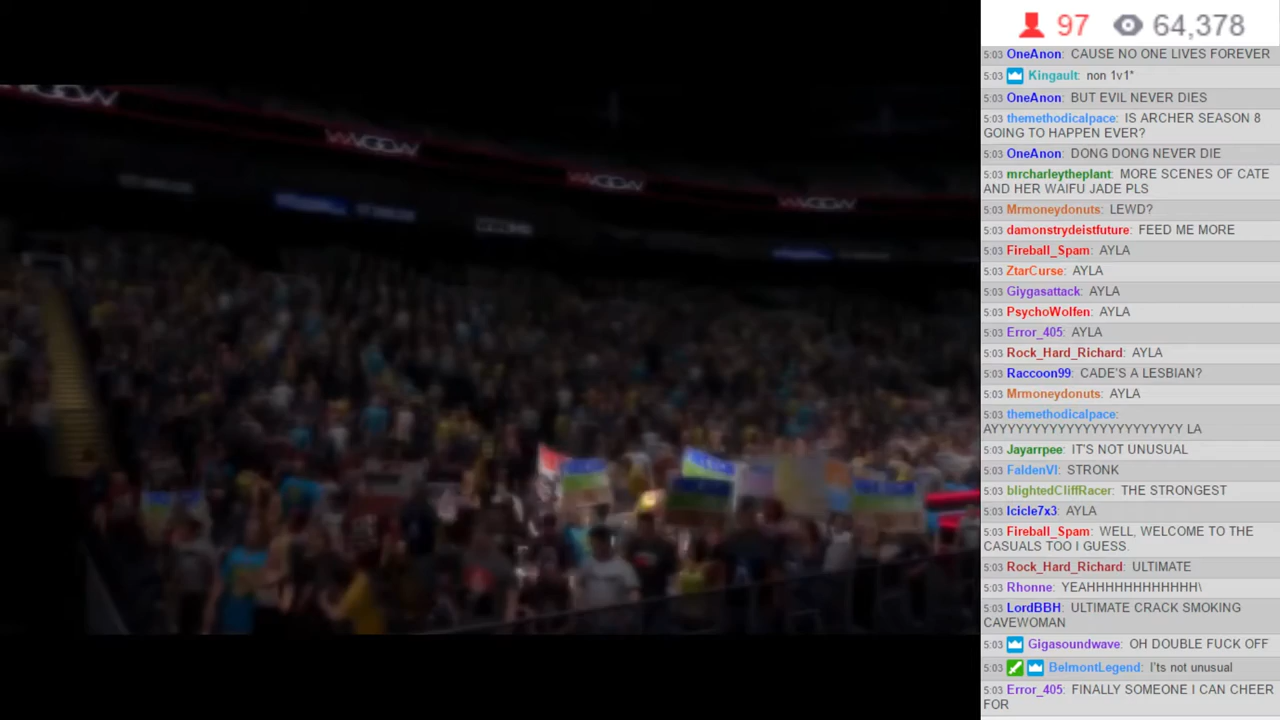 97 64,378
5:03 OneAnon: CAUSE NO ONE LIVES FOREVER
5:03 Kingault: non 1v1*
5:03 OneAnon: BUT EVIL NEVER DIES
5:03 themethodicalpace: IS ARCHER SEASON 8
GOING TO HAPPEN EVER?
5:03 OneAnon: DONG DONG NEVER DIE
5:03 mrcharleytheplant: MORE SCENES OF CATE
AND HER WAIFU JADE PLS
5:03 Mrmoneydonuts: LEWD?
5:03 damonstrydeistfuture: FEED ME MORE
5:03 Fireball_Spam: AYLA
5:03 ZtarCurse: AYLA
5:03 Giygasattack: AYLA
5:03 PsychoWolfen: AYLA
5:03 Error_405: AYLA
5:03 Rock_Hard_Richard: AYLA
5:03 Raccoon99: CADE'S A LESBIAN?
5:03 Mrmoneydonuts: AYLA
5:03 themethodicalpace:
AYYYYYYYYYYYYYYYYYYYYYYY LA
5:03 Jayarrpee: IT'S NOT UNUSUAL
5:03 FaldenVI: STRONK
5:03 blightedCliffRacer: THE STRONGEST
5:03 Icicle7x3: AYLA
5:03 Fireball_Spam: WELL, WELCOME TO THE
CASUALS TOO I GUESS.
5:03 Rock_Hard_Richard: ULTIMATE
5:03 Rhonne: YEAHHHHHHHHHHHH\
5:03 LordBBH: ULTIMATE CRACK SMOKING
CAVEWOMAN
5:03 Gigasoundwave: OH DOUBLE FUCK OFF
5:03 BelmontLegend: I'ts not unusual
5:03 Error_405: FINALLY SOMEONE I CAN CHEER
FOR